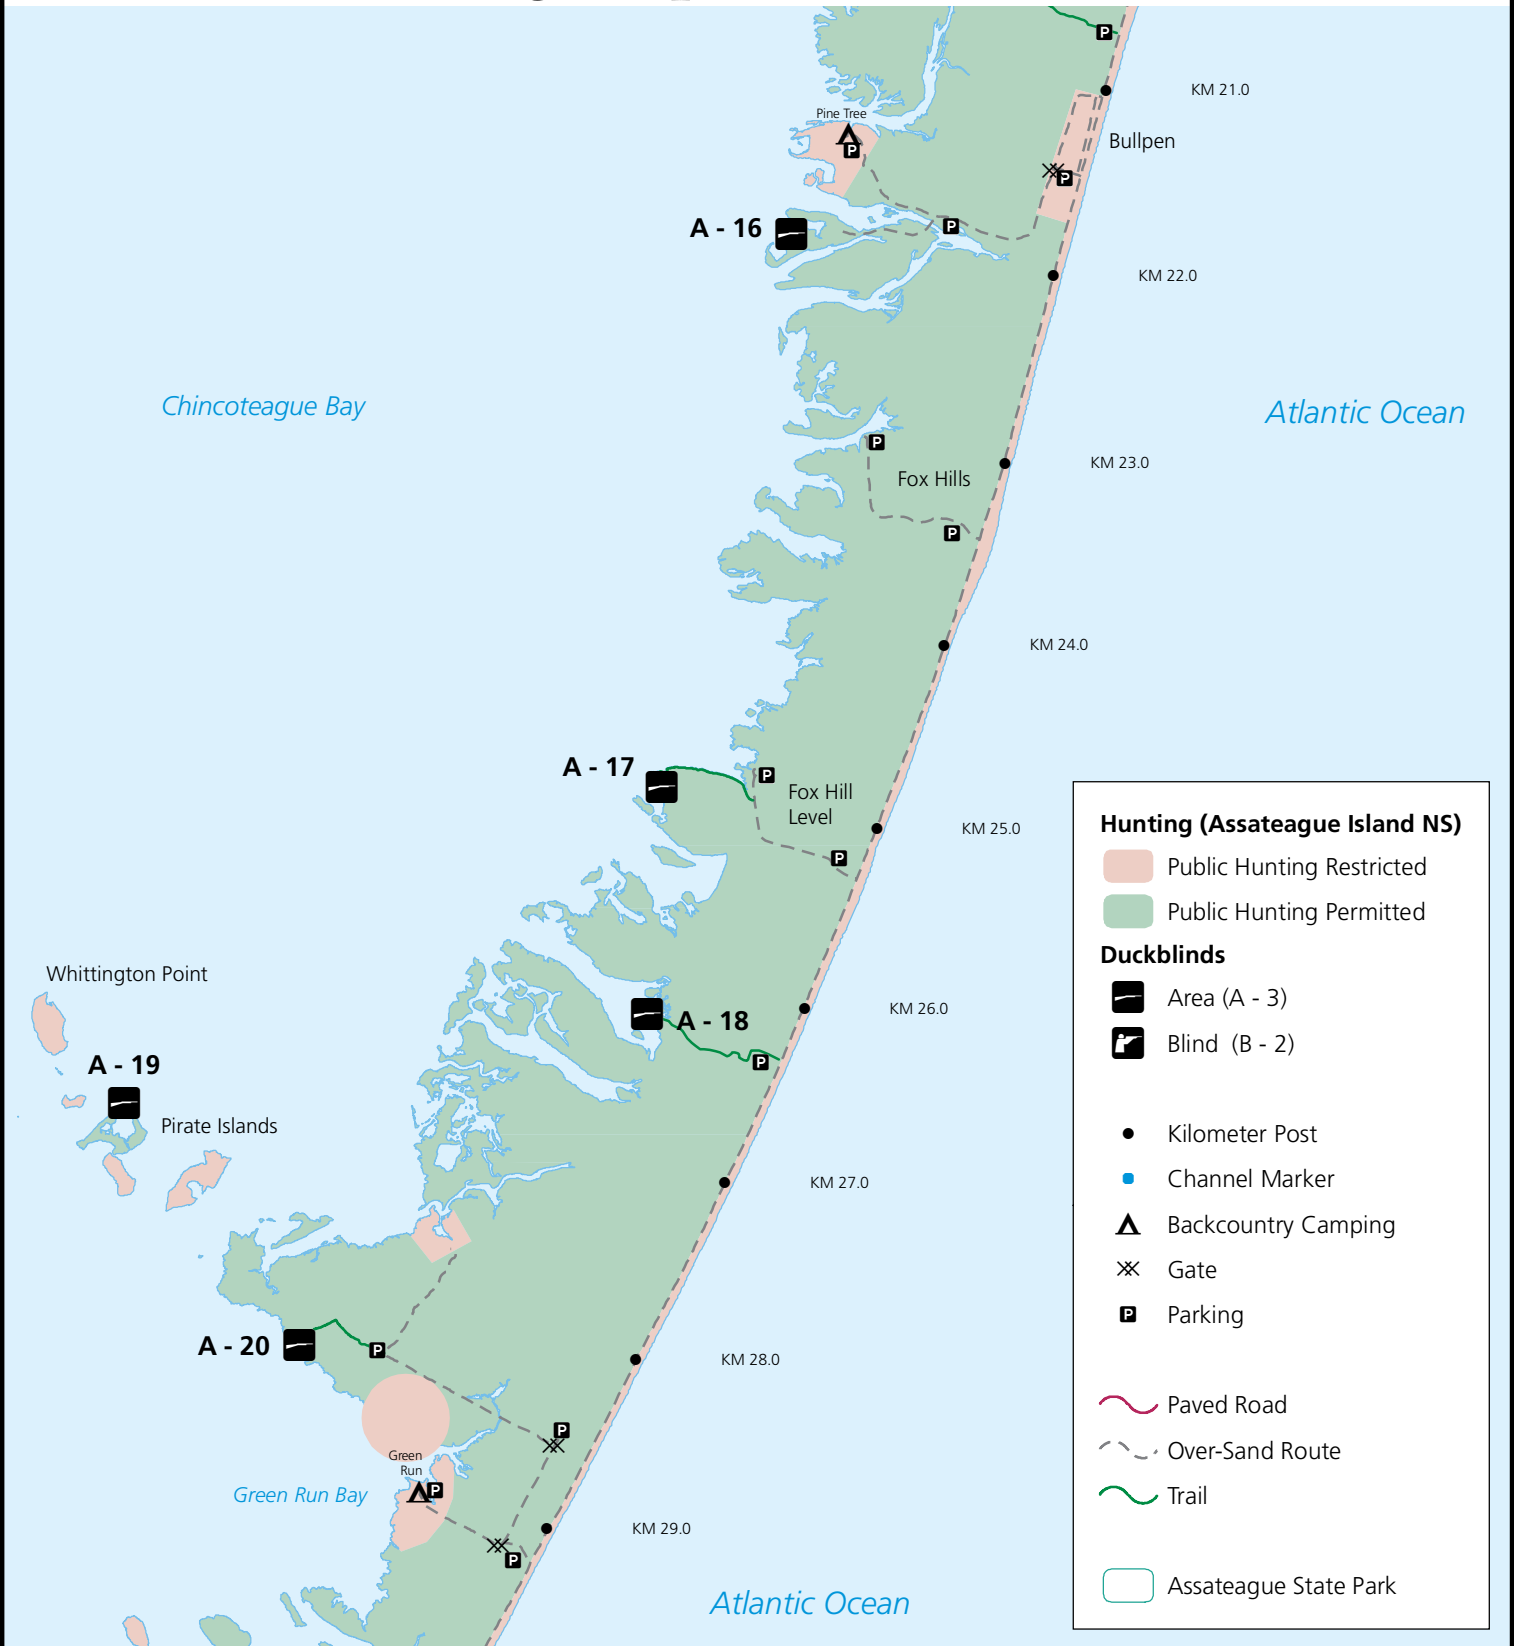 P
KM 21.0
Pine Tree
P
Bullpen
P
A - 16
P
KM 22.0
Chincoteague Bay
Atlantic Ocean
P
KM 23.0
Fox Hills
P
KM 24.0
A - 17
P
Fox Hill
Level
KM 25.0
P
Whittington Point
KM 26.0
A - 18
P
A - 19
Pirate Islands
KM 27.0
A - 20
P
KM 28.0
P
Green
Run
P
Green Run Bay
KM 29.0
P
Atlantic Ocean
Hunting (Assateague Island NS)
Public Hunting Restricted
Public Hunting Permitted
Duckblinds
Area (A - 3)
Blind (B - 2)
Kilometer Post
Channel Marker
Backcountry Camping
Gate
P Parking
Paved Road
Over-Sand Route
Trail
Assateague State Park